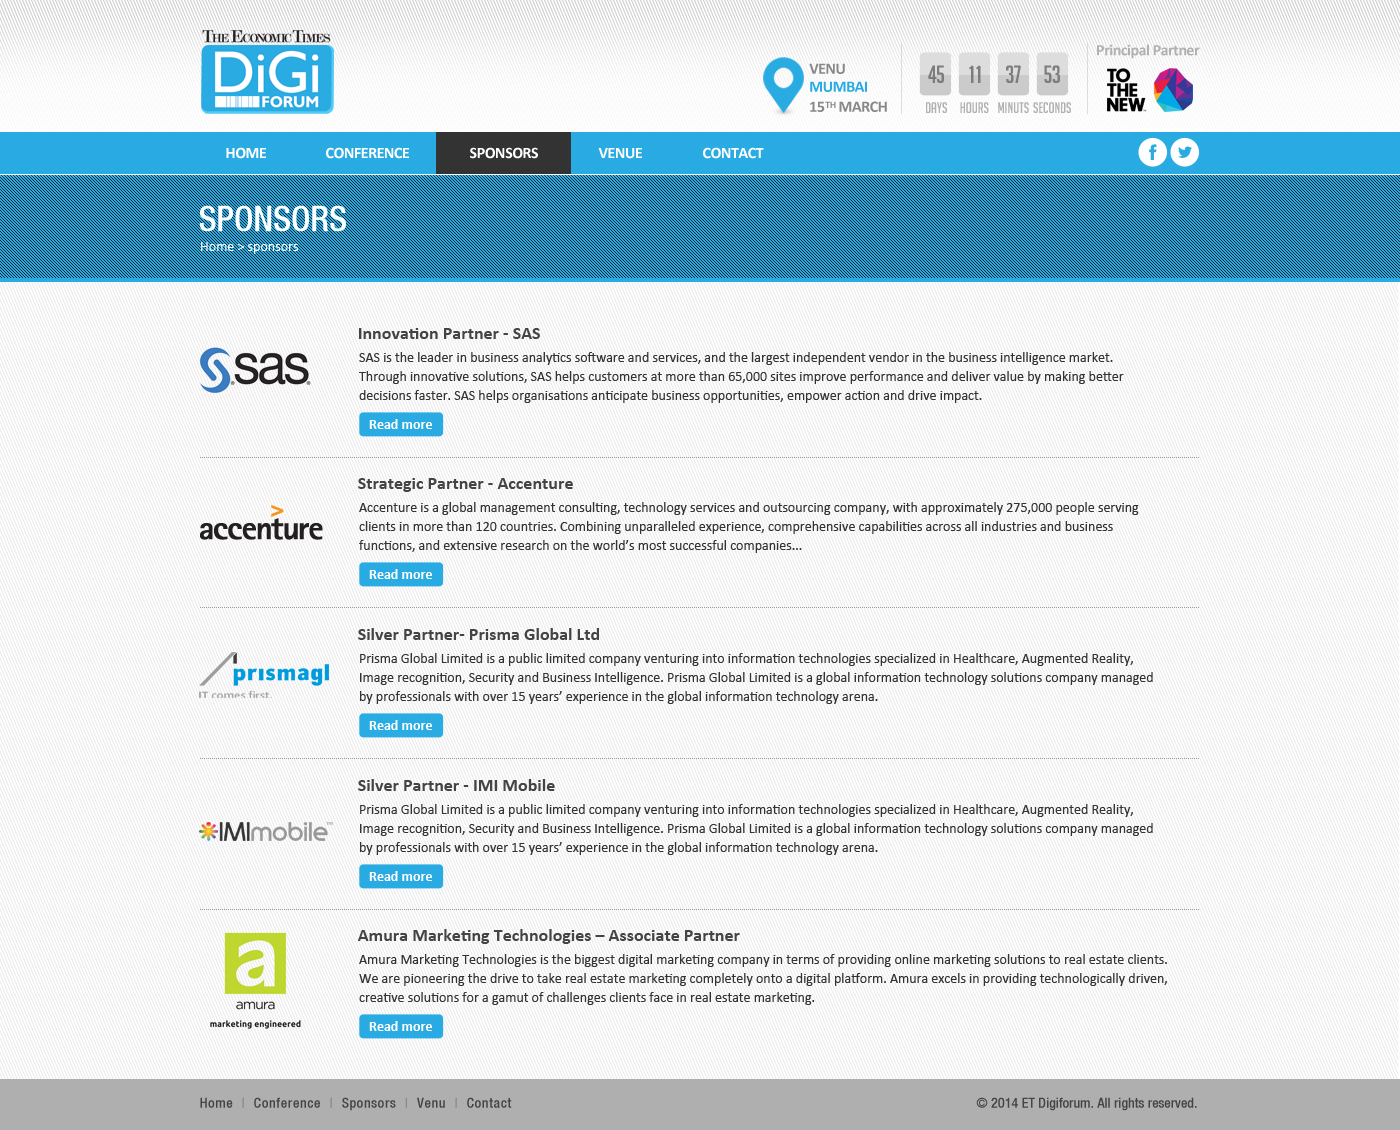 THE ECONOMIC TIMES
DiGi
FORUM
VENU
MUMBAI
15TH MARCH
45 11 37 53
DAYS HOURS MINUTS SECONDS
Principal Partner
TO
THE
NEW
HOME CONFERENCE SPONSORS VENUE CONTACT
SPONSORS
Home > sponsors
sas
Innovation Partner - SAS
SAS is the leader in business analytics software and services, and the largest independent vendor in the business intelligence market.
Through innovative solutions, SAS helps customers at more than 65,000 sites improve performance and deliver value by making better
decisions faster. SAS helps organisations anticipate business opportunities, empower action and drive impact.
Read more
accenture
Strategic Partner - Accenture
Accenture is a global management consulting, technology services and outsourcing company, with approximately 275,000 people serving
clients in more than 120 countries. Combining unparalleled experience, comprehensive capabilities across all industries and business
functions, and extensive research on the world’s most successful companies...
Read more
prismagl
IT comes first.
Silver Partner- Prisma Global Ltd
Prisma Global Limited is a public limited company venturing into information technologies specialized in Healthcare, Augmented Reality,
Image recognition, Security and Business Intelligence. Prisma Global Limited is a global information technology solutions company managed
by professionals with over 15 years’ experience in the global information technology arena.
Read more
IMImobile™
Silver Partner - IMI Mobile
Prisma Global Limited is a public limited company venturing into information technologies specialized in Healthcare, Augmented Reality,
Image recognition, Security and Business Intelligence. Prisma Global Limited is a global information technology solutions company managed
by professionals with over 15 years’ experience in the global information technology arena.
Read more
a
amura
marketing engineered
Amura Marketing Technologies – Associate Partner
Amura Marketing Technologies is the biggest digital marketing company in terms of providing online marketing solutions to real estate clients.
We are pioneering the drive to take real estate marketing completely onto a digital platform. Amura excels in providing technologically driven,
creative solutions for a gamut of challenges clients face in real estate marketing.
Read more
Home | Conference | Sponsors | Venu | Contact
© 2014 ET Digiforum. All rights reserved.